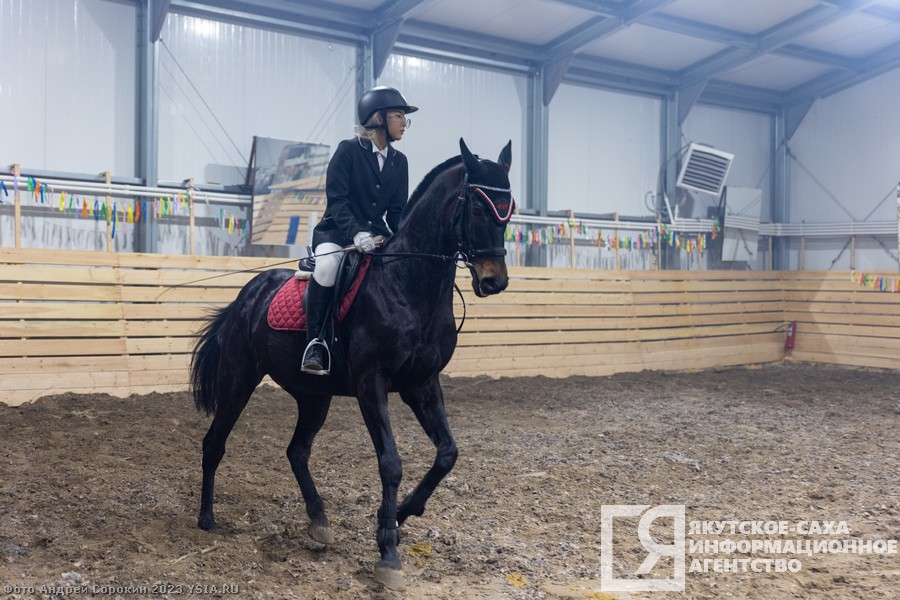 Я
ЯКУТСКОЕ-САХА
ИНФОРМАЦИОННОЕ
АГЕНТСТВО
Фото Андрей Сорокин 2023 YSIA.RU